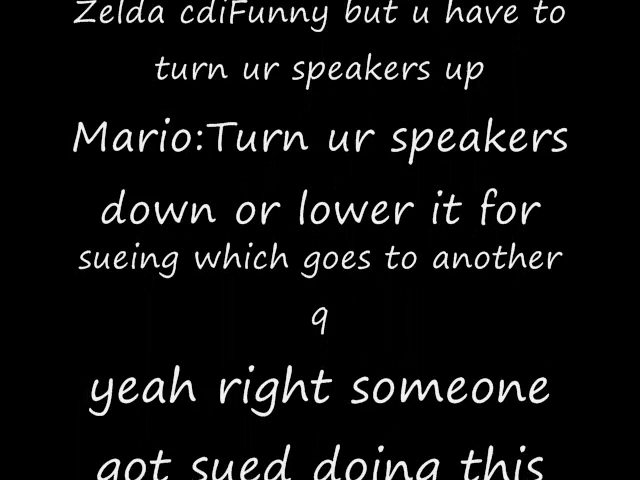 Zelda cdiFunny but u have to
turn ur speakers up
Mario:Turn ur speakers
down or lower it for
sueing which goes to another
9
yeah right someone
got sued doing this